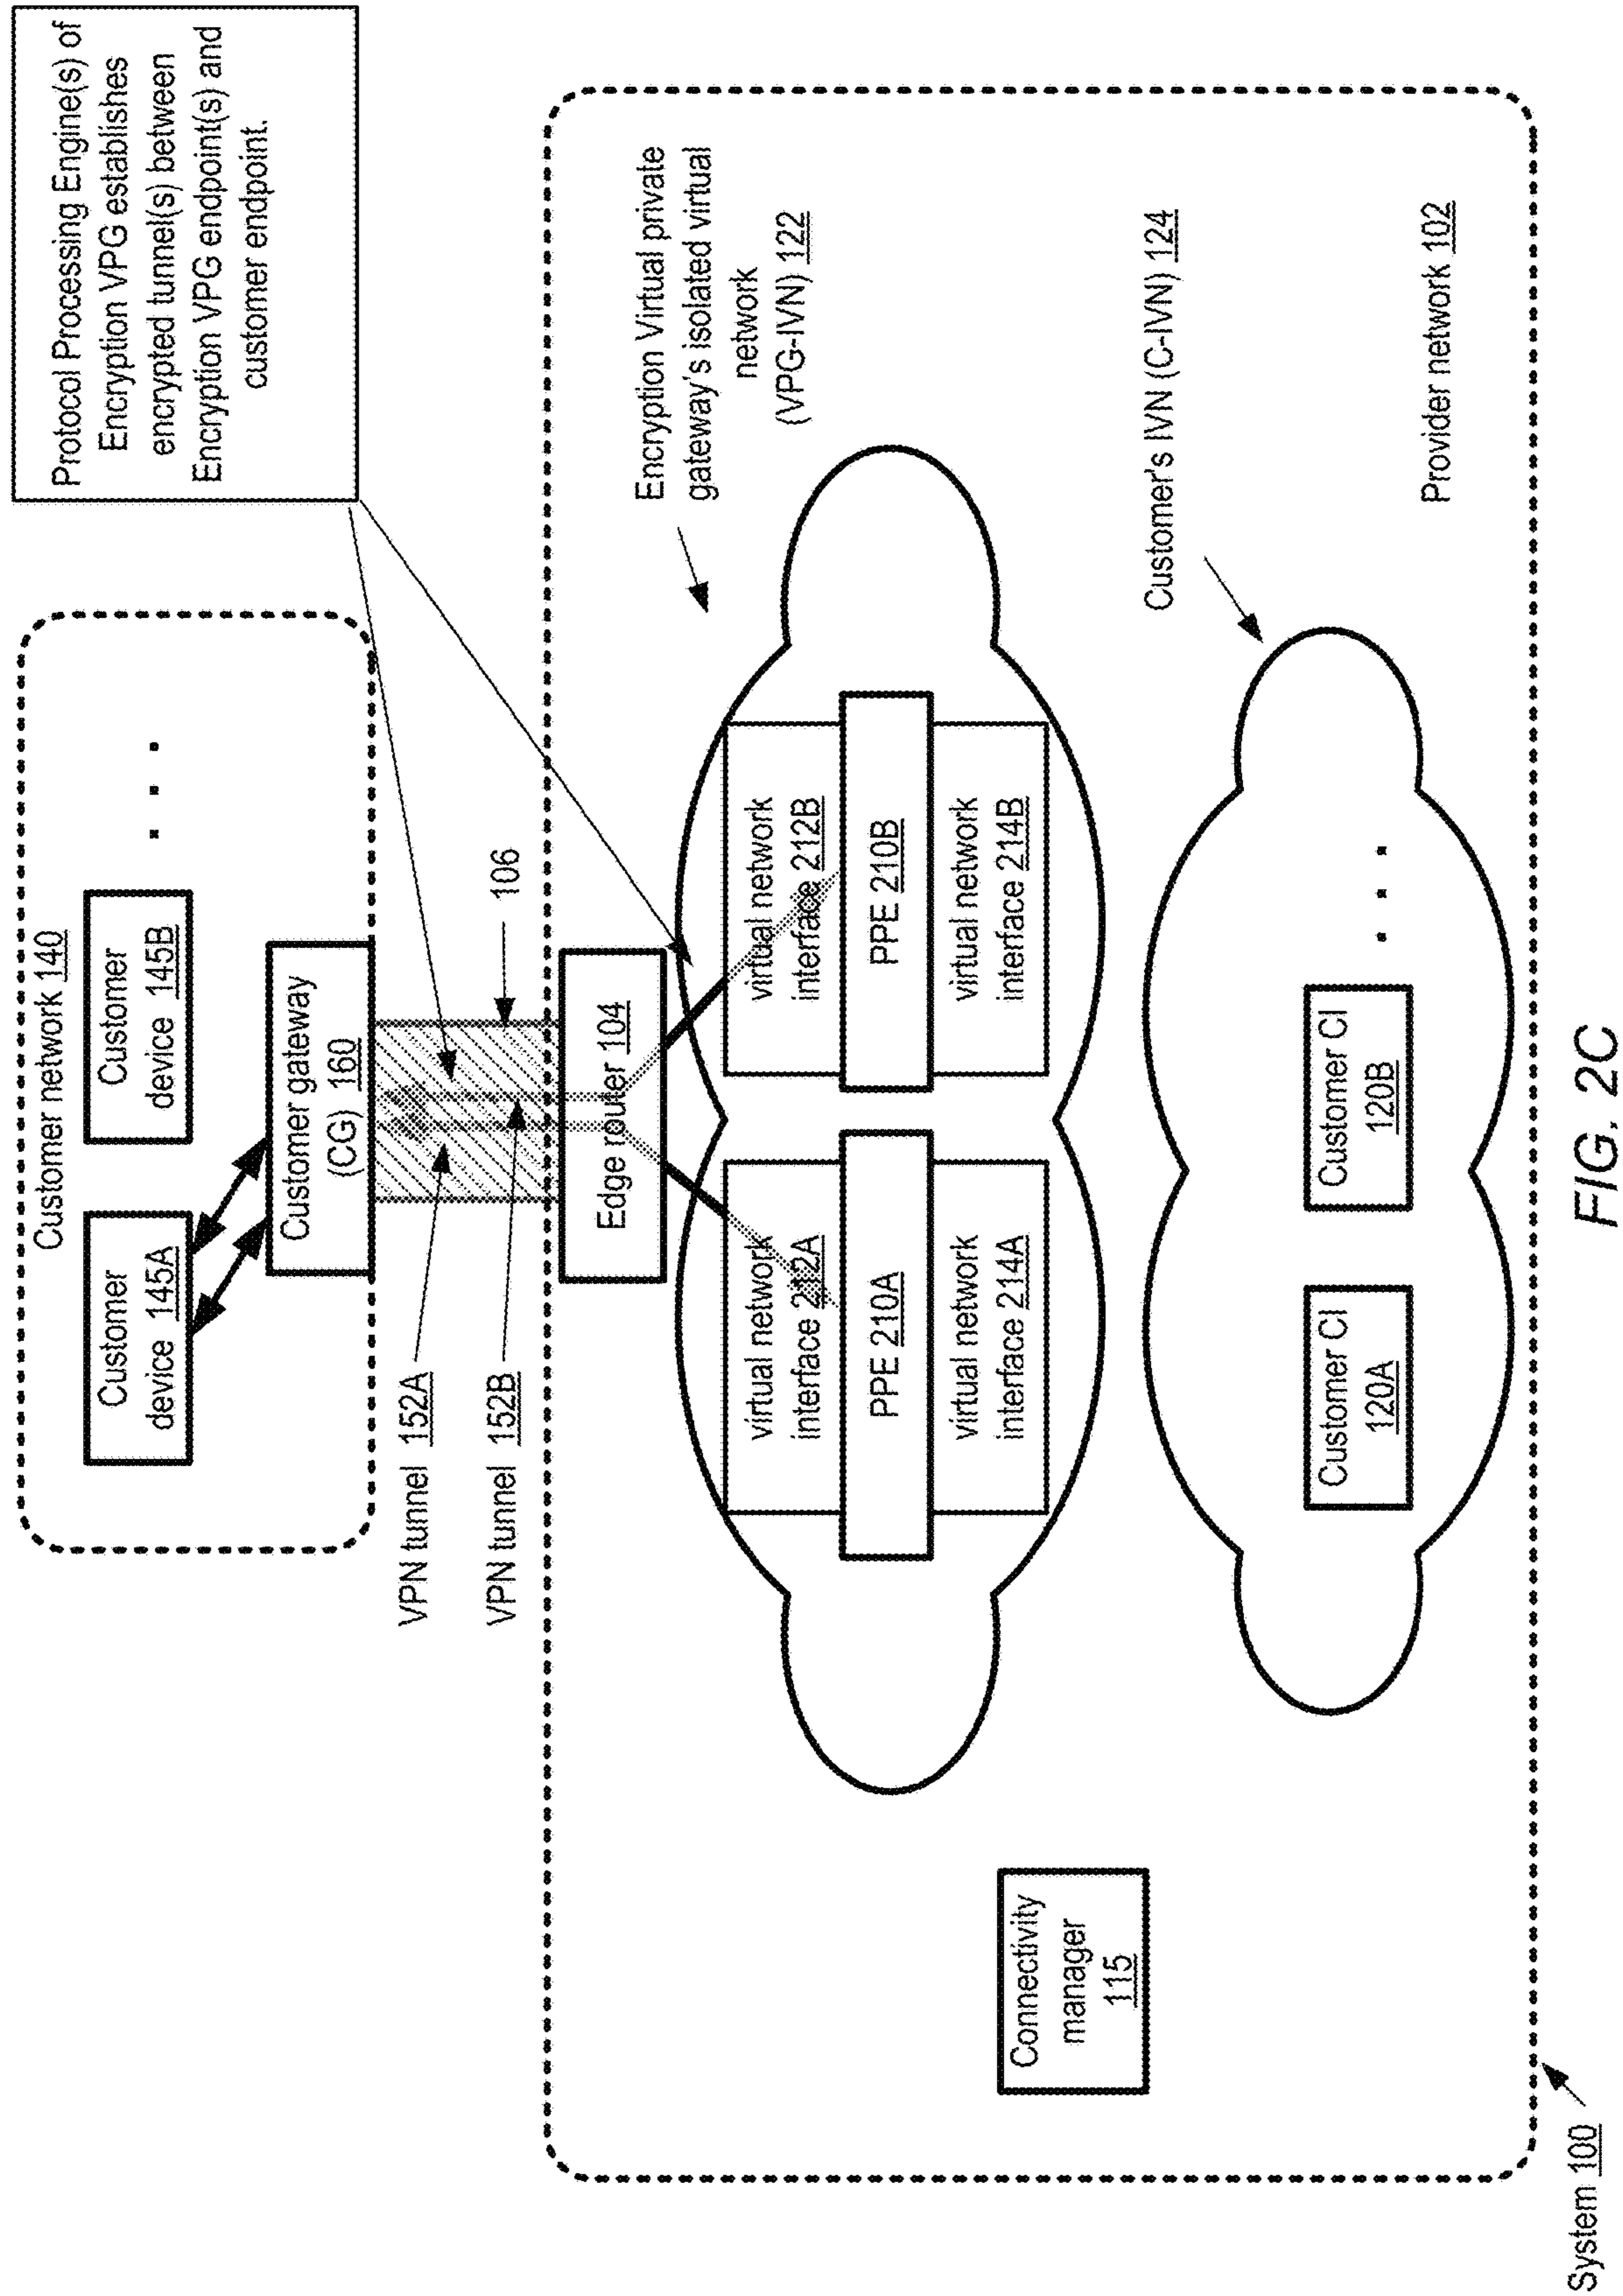 Protocol Processing Engine(s) of
Encryption VPG establishes
encrypted tunnel(s) between
Encryption VPG endpoint(s) and
customer endpoint.
Customer network 140
Customer
device 145A
Customer
device 145B
. . .
Customer gateway
(CG) 160
VPN tunnel 152A
VPN tunnel 152B
106
Edge router 104
Encryption Virtual private
gateway's isolated virtual
network
(VPG-IVN) 122
virtual network
interface 212A
PPE 210A
virtual network
interface 214A
virtual network
interface 212B
PPE 210B
virtual network
interface 214B
Connectivity
manager
115
Customer's IVN (C-IVN) 124
Customer CI
120A
Customer CI
120B
. . .
Provider network 102
System 100
FIG. 2C